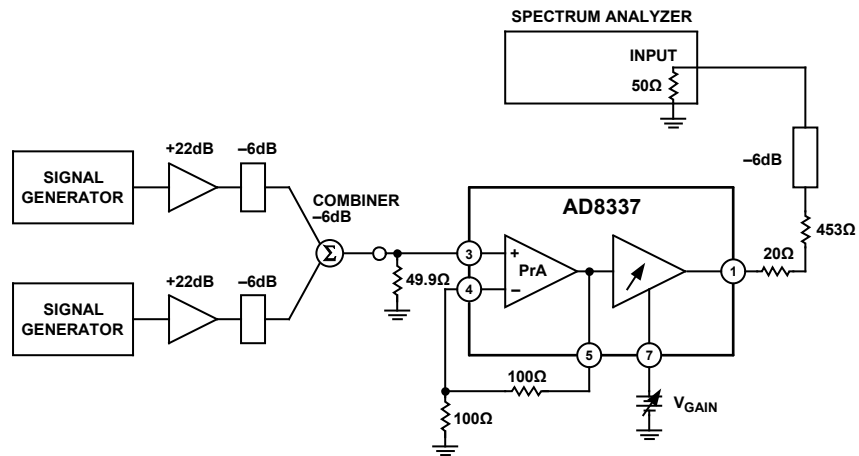 SPECTRUM ANALYZER
INPUT
50Ω
+22dB
–6dB
–6dB
SIGNAL
GENERATOR
COMBINER
–6dB
AD8337
453Ω
Σ
20Ω
3
+
PrA
1
49.9Ω
4
–
+22dB
–6dB
SIGNAL
GENERATOR
5
7
100Ω
100Ω
VGAIN